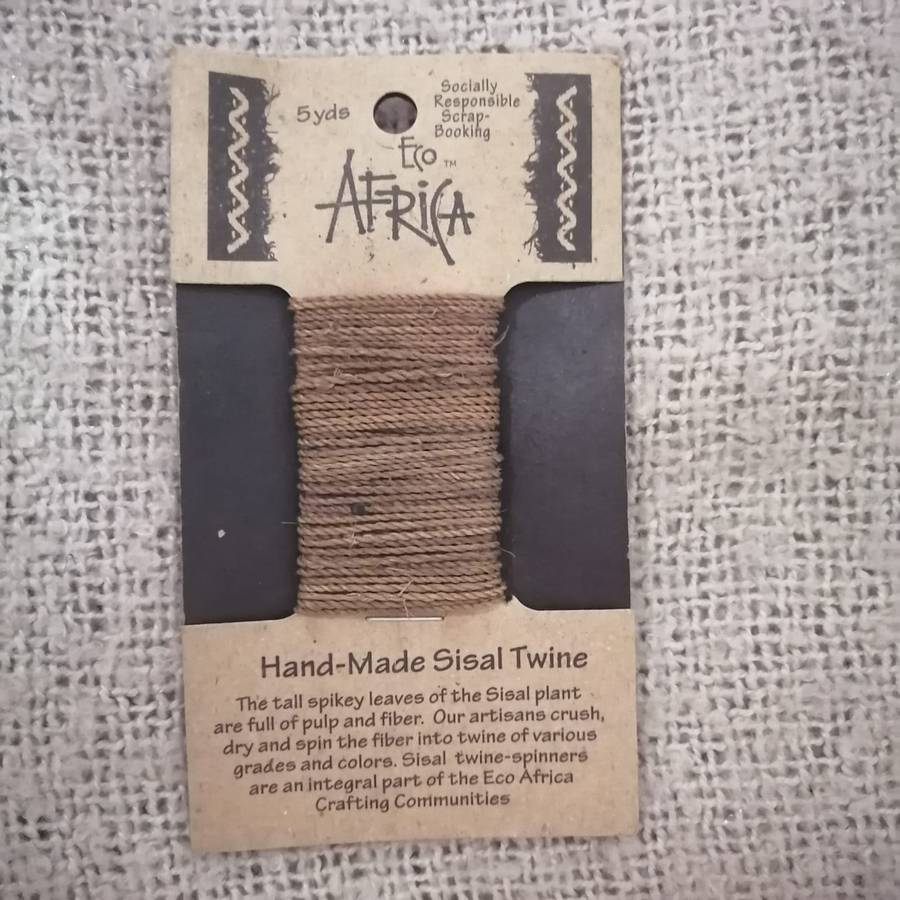 5yds
Socially
Responsible
Scrap-
Booking
Eco ™
AFRICA
Hand-Made Sisal Twine
The tall spikey leaves of the Sisal plant
are full of pulp and fiber. Our artisans crush,
dry and spin the fiber into twine of various
grades and colors. Sisal twine-spinners
are an integral part of the Eco Africa
Crafting Communities